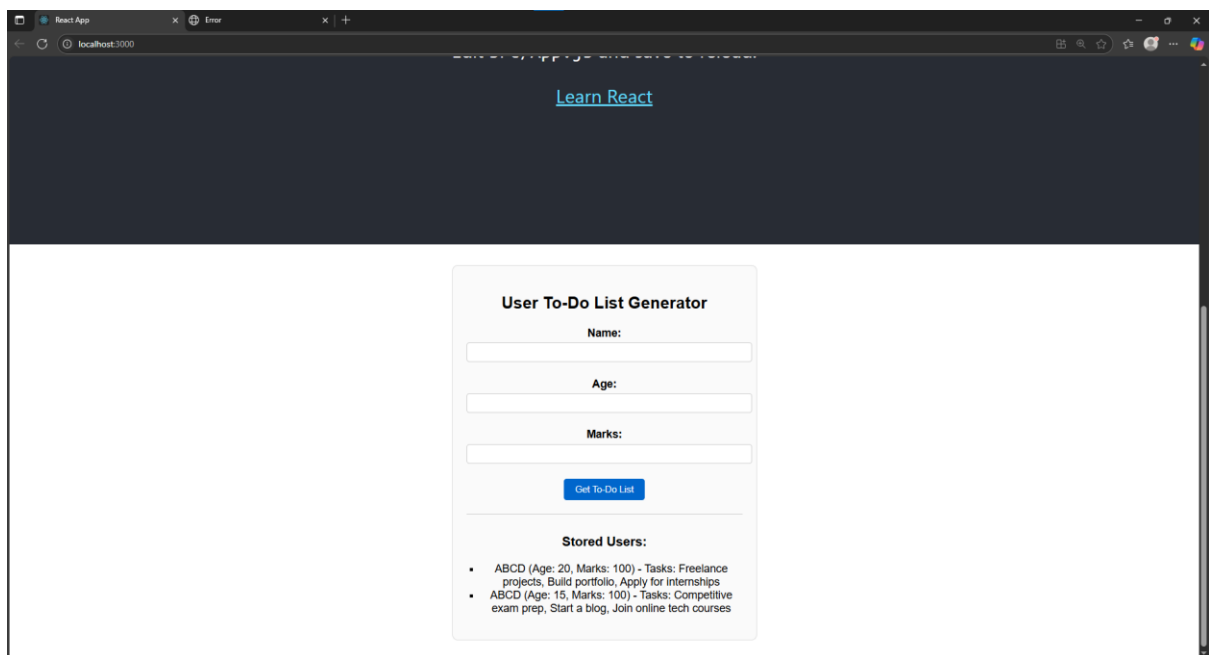 React App
Error
localhost:3000
Learn React
User To-Do List Generator
Name:
Age:
Marks:
Get To-Do List
Stored Users:
ABCD (Age: 20, Marks: 100) - Tasks: Freelance
projects, Build portfolio, Apply for internships
ABCD (Age: 15, Marks: 100) - Tasks: Competitive
exam prep, Start a blog, Join online tech courses